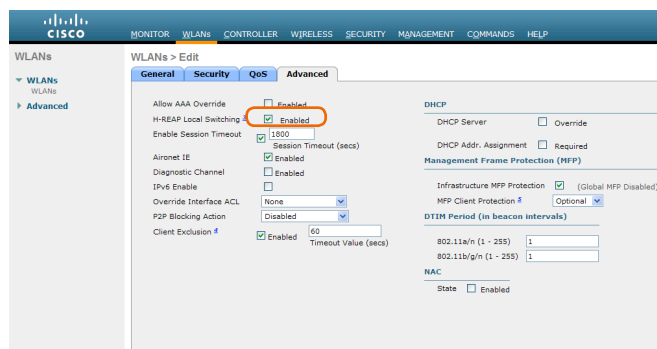 CISCO
MONITOR WLANs CONTROLLER WIRELESS SECURITY MANAGEMENT COMMANDS HELP
WLANs
WLANs
WLANs
Advanced
WLANs > Edit
General Security QoS Advanced
Allow AAA Override Enabled
H-REAP Local Switching 2 Enabled
Enable Session Timeout 1800
Session Timeout (secs)
Aironet IE Enabled
Diagnostic Channel Enabled
IPv6 Enable
Override Interface ACL None
P2P Blocking Action Disabled
Client Exclusion 4 Enabled 60
Timeout Value (secs)
DHCP
DHCP Server Override
DHCP Addr. Assignment Required
Management Frame Protection (MFP)
Infrastructure MFP Protection (Global MFP Disabled)
MFP Client Protection 5 Optional
DTIM Period (in beacon intervals)
802.11a/n (1 - 255) 1
802.11b/g/n (1 - 255) 1
NAC
State Enabled